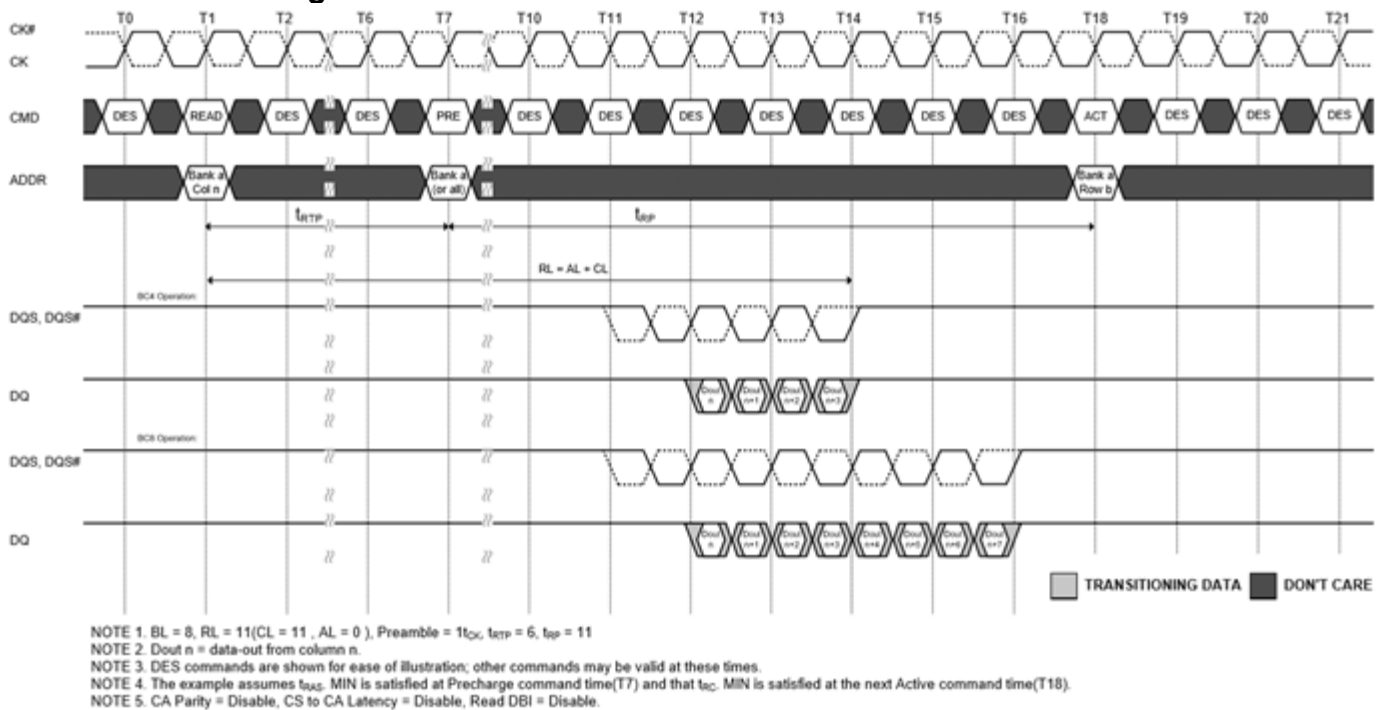 T0 T1 T2 T6 T7 T10 T11 T12 T13 T14 T15 T16 T18 T19 T20 T21
CK#
CK
CMD DES READ DES DES PRE DES DES DES DES DES DES DES ACT DES DES DES
ADDR Bank a Col n Bank a (or all) Bank a Row b
tRTP tRP
RL = AL + CL
BC4 Operation:
DQS, DQS#
DQ Dout n Dout n+1 Dout n+2 Dout n+3
BC8 Operation:
DQS, DQS#
DQ Dout n Dout n+1 Dout n+2 Dout n+3 Dout n+4 Dout n+5 Dout n+6 Dout n+7
TRANSITIONING DATA DON'T CARE
NOTE 1. BL = 8, RL = 11(CL = 11 , AL = 0 ), Preamble = 1tCK, tRTP = 6, tRP = 11
NOTE 2. Dout n = data-out from column n.
NOTE 3. DES commands are shown for ease of illustration; other commands may be valid at these times.
NOTE 4. The example assumes tRAS. MIN is satisfied at Precharge command time(T7) and that tRC. MIN is satisfied at the next Active command time(T18).
NOTE 5. CA Parity = Disable, CS to CA Latency = Disable, Read DBI = Disable.